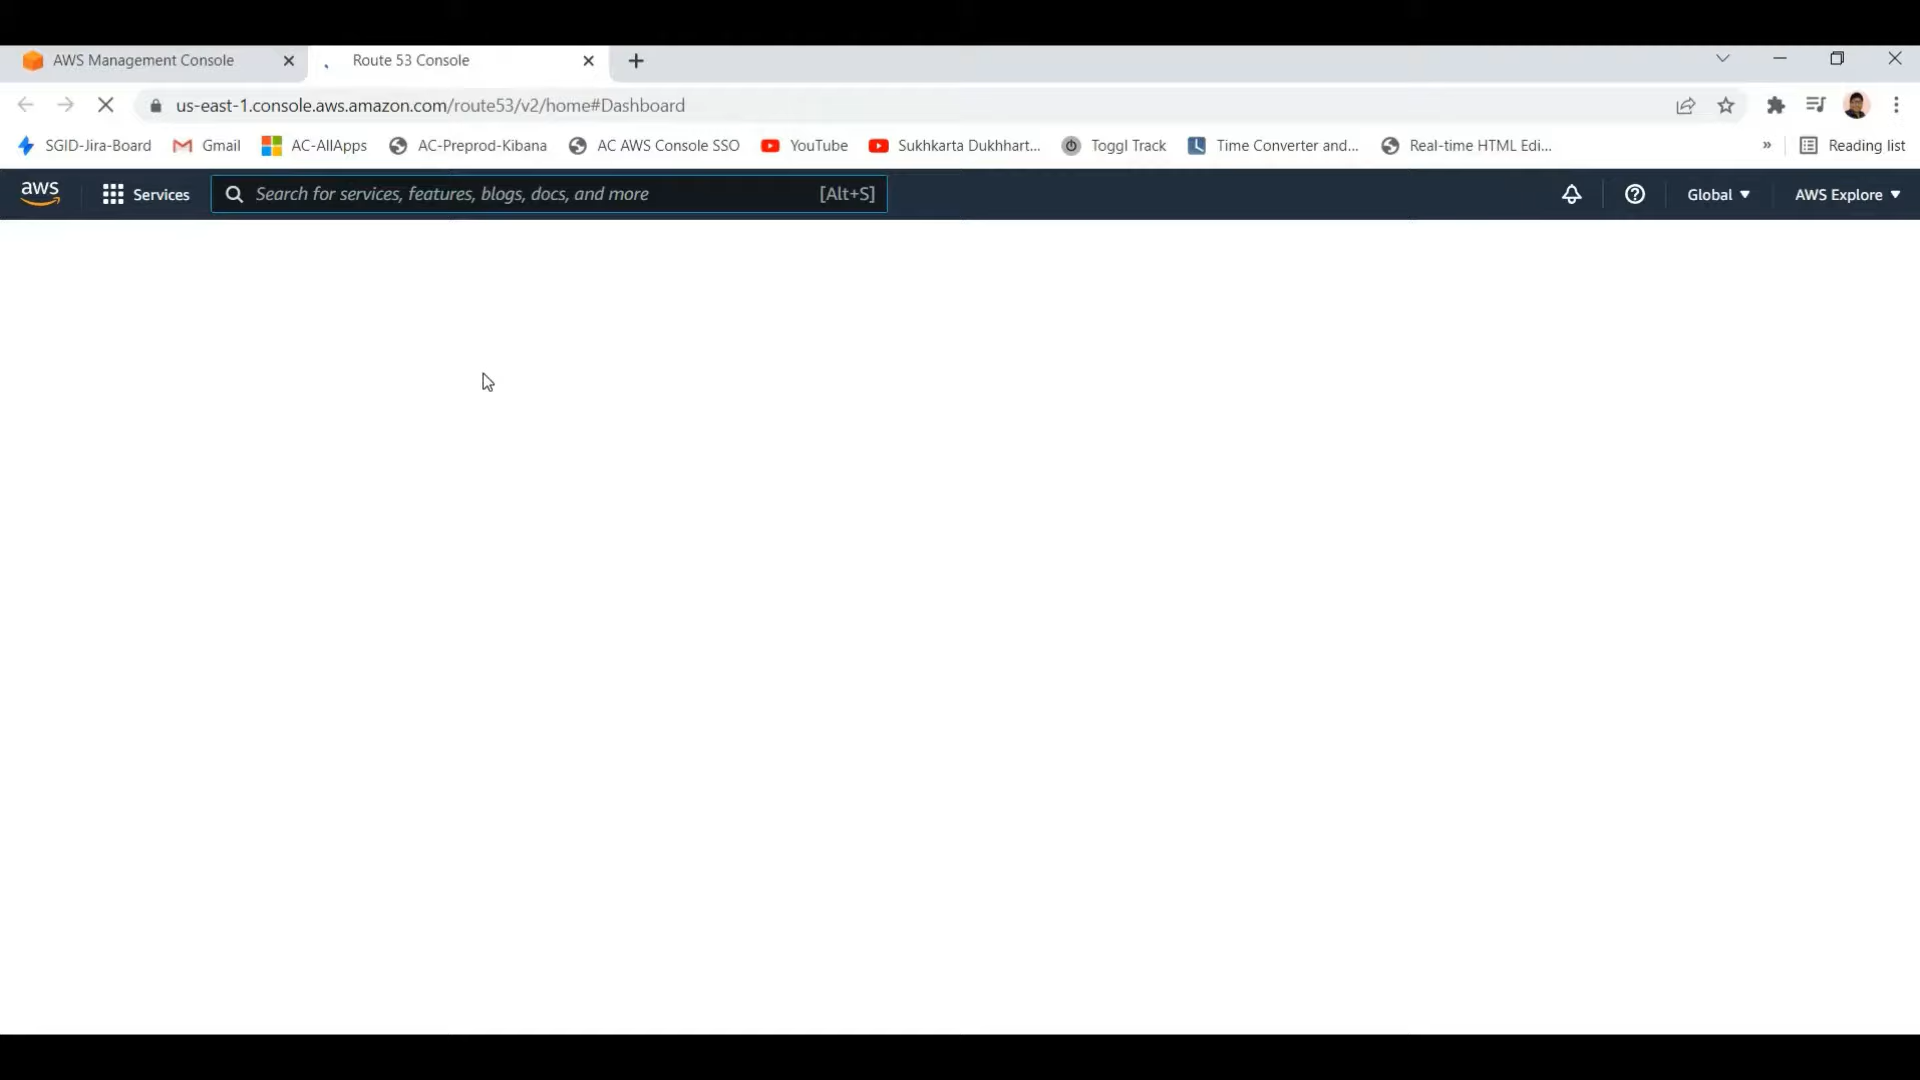 AWS Management Console
Route 53 Console
us-east-1.console.aws.amazon.com/route53/v2/home#Dashboard
SGID-Jira-Board Gmail AC-AllApps AC-Preprod-Kibana AC AWS Console SSO YouTube Sukhkarta Dukhhart... Toggl Track Time Converter and... Real-time HTML Edi... » Reading list
aws Services Search for services, features, blogs, docs, and more [Alt+S] Global AWS Explore